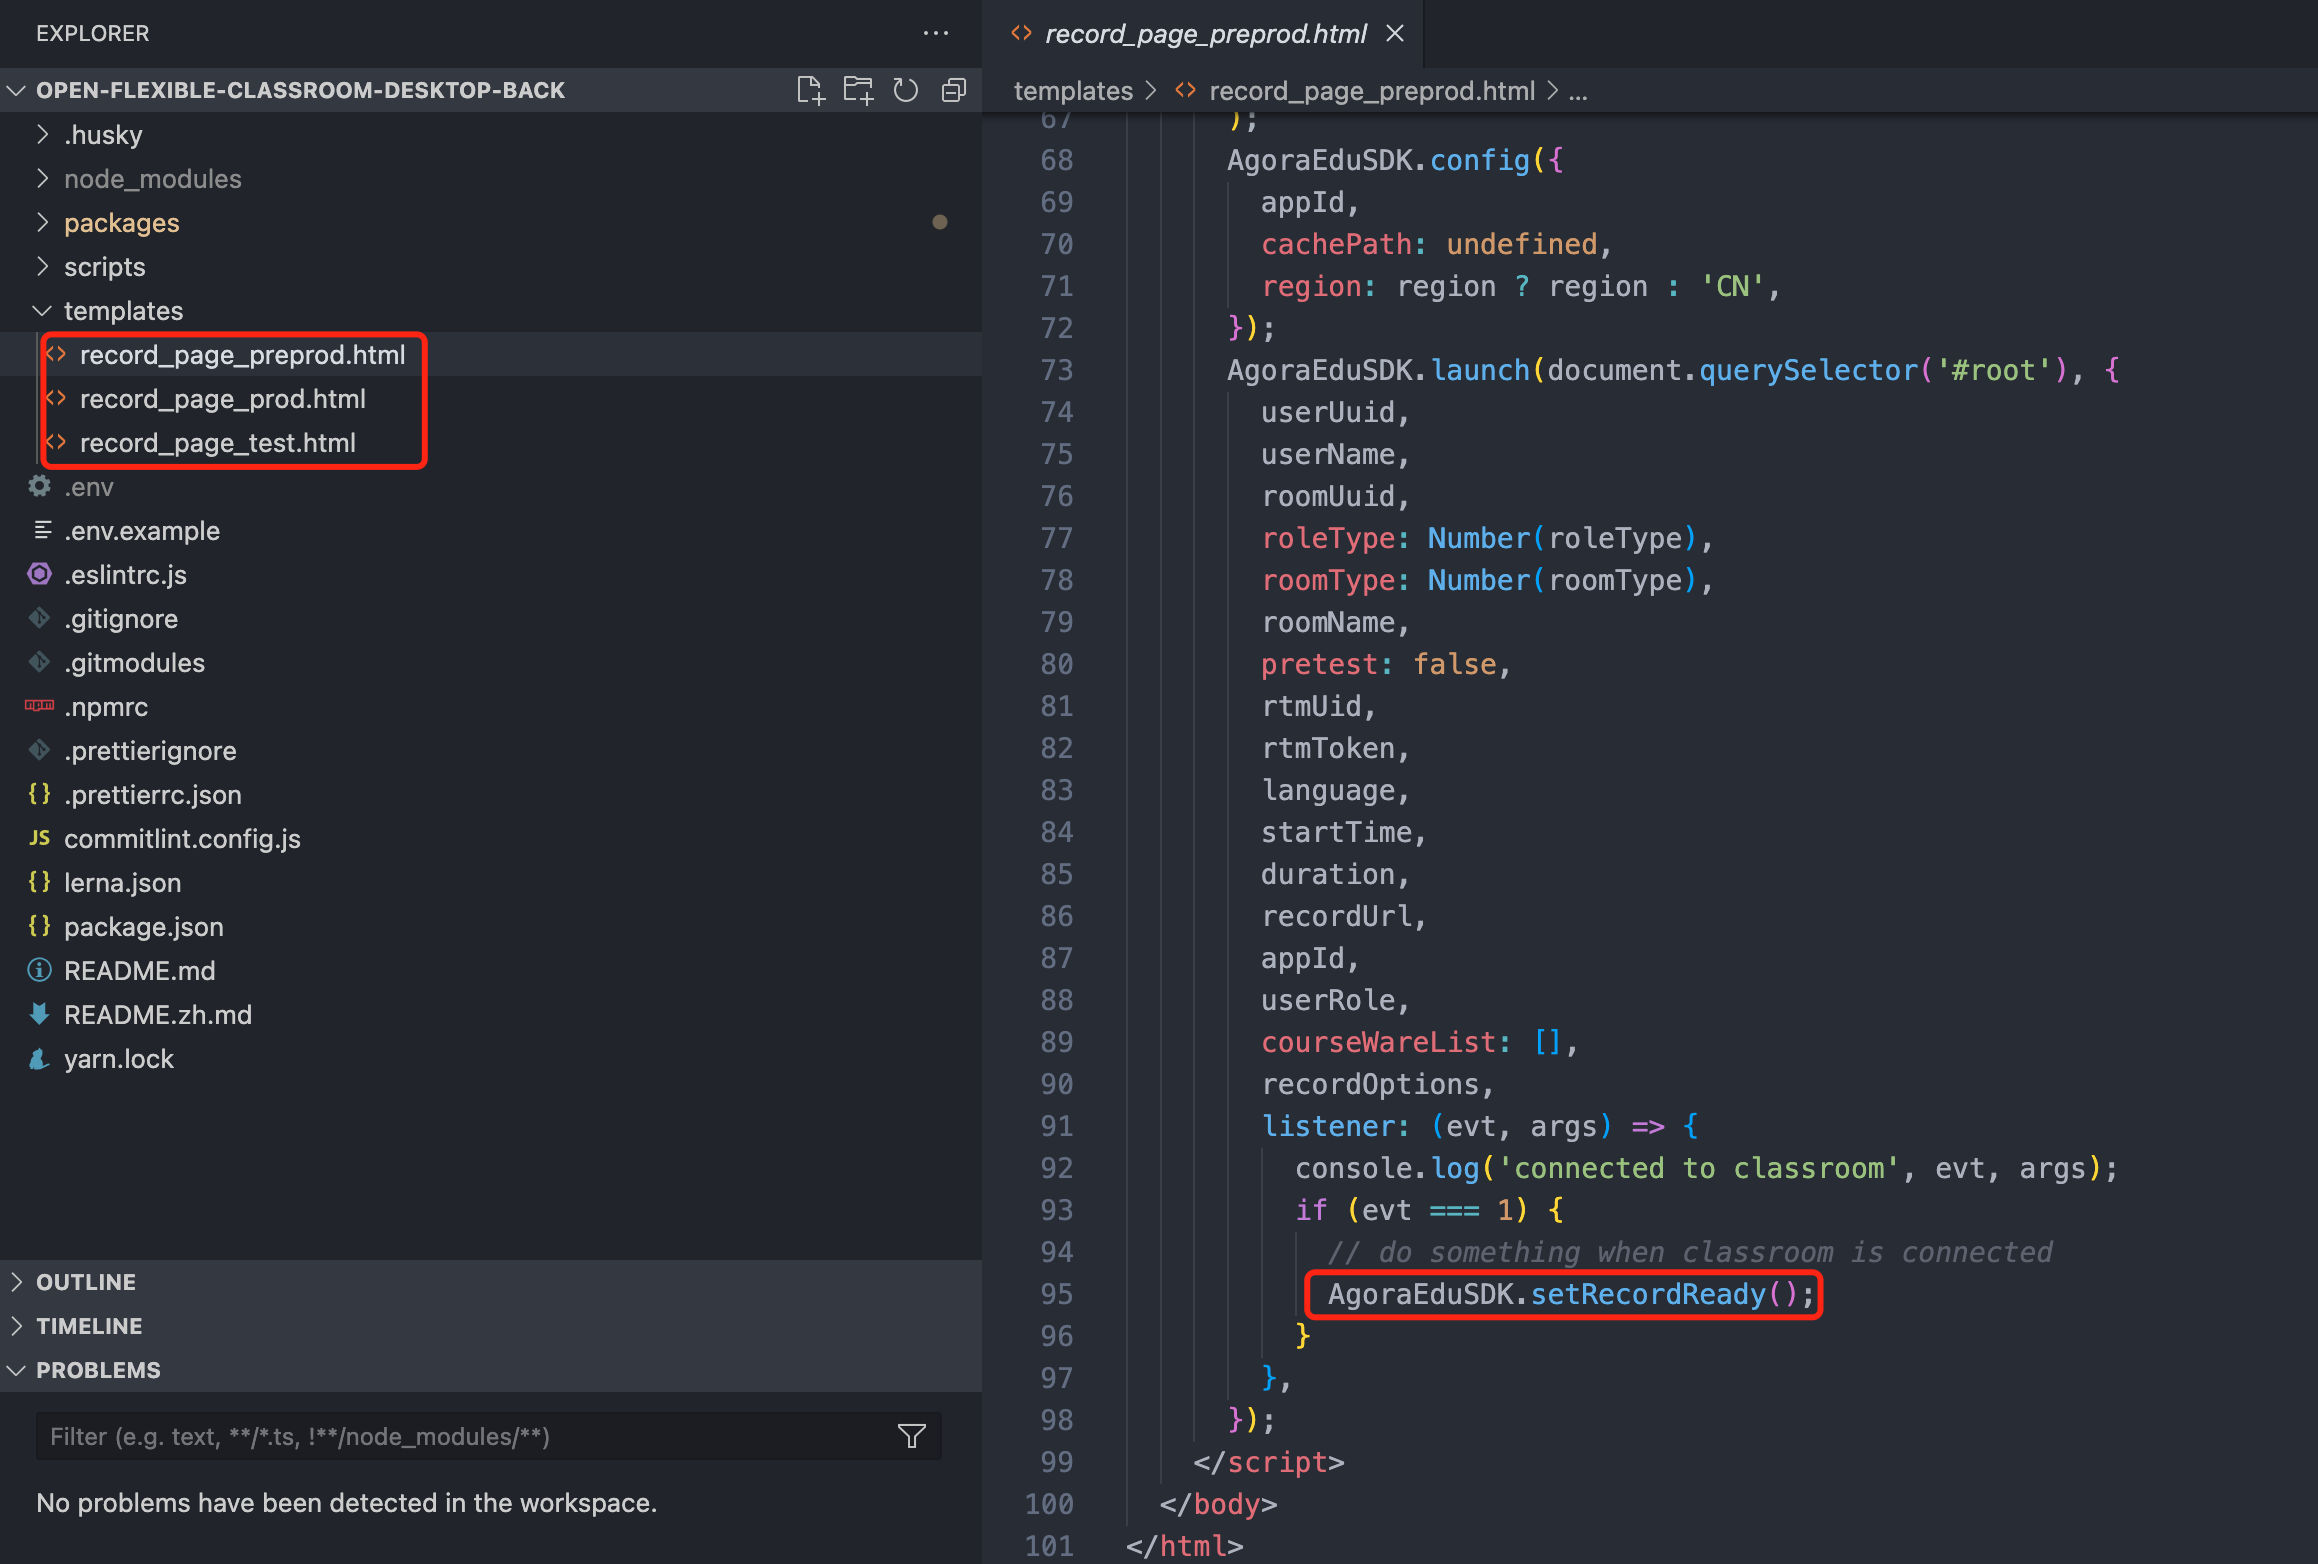 EXPLORER
OPEN-FLEXIBLE-CLASSROOM-DESKTOP-BACK
.husky
node_modules
packages
scripts
templates
record_page_preprod.html
record_page_prod.html
record_page_test.html
.env
.env.example
.eslintrc.js
.gitignore
.gitmodules
.npmrc
.prettierignore
{} .prettierrc.json
JS commitlint.config.js
{} lerna.json
{} package.json
README.md
README.zh.md
yarn.lock
OUTLINE
TIMELINE
PROBLEMS
Filter (e.g. text, **/*.ts, !**/node_modules/**)
No problems have been detected in the workspace.
record_page_preprod.html
templates > record_page_preprod.html > ...
67 );
68 AgoraEduSDK.config({
69 appId,
70 cachePath: undefined,
71 region: region ? region : 'CN',
72 });
73 AgoraEduSDK.launch(document.querySelector('#root'), {
74 userUuid,
75 userName,
76 roomUuid,
77 roleType: Number(roleType),
78 roomType: Number(roomType),
79 roomName,
80 pretest: false,
81 rtmUid,
82 rtmToken,
83 language,
84 startTime,
85 duration,
86 recordUrl,
87 appId,
88 userRole,
89 courseWareList: [],
90 recordOptions,
91 listener: (evt, args) => {
92 console.log('connected to classroom', evt, args);
93 if (evt === 1) {
94 // do something when classroom is connected
95 AgoraEduSDK.setRecordReady();
96 }
97 },
98 });
99 </script>
100 </body>
101 </html>